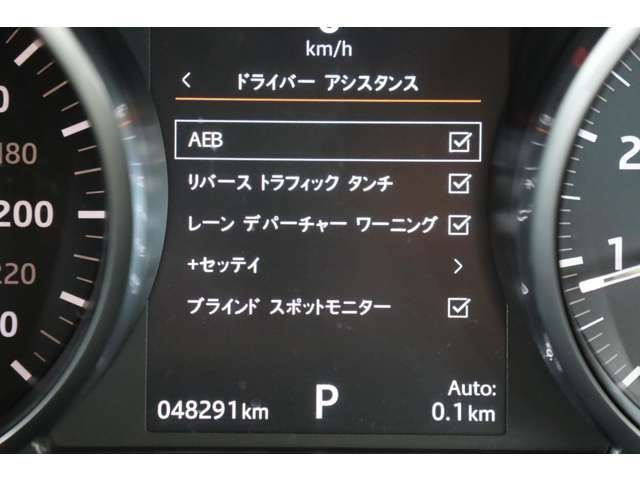 km/h
ドライバー アシスタンス
AEB
リバース トラフィック タンチ
レーン デパーチャー ワーニング
+セッテイ
ブラインド スポットモニター
Auto:
048291km P 0.1km
180
200
220
2
1